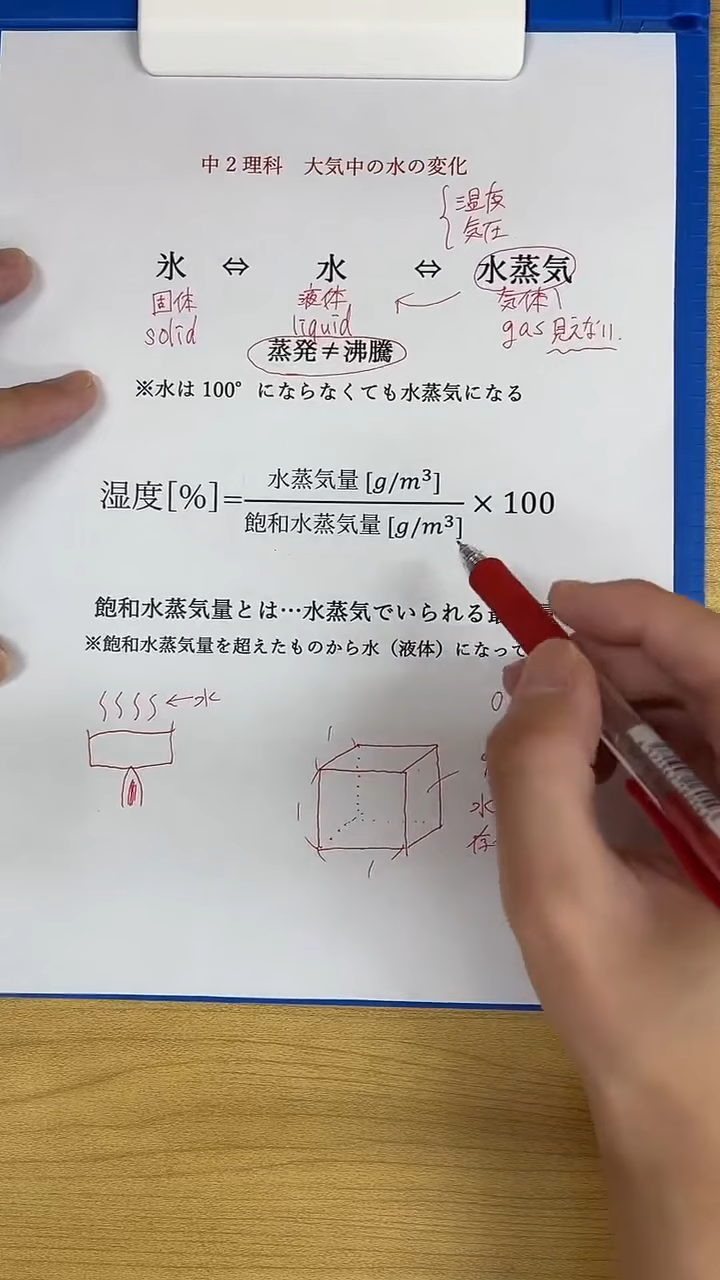 中２理科　大気中の水の変化
温度
気圧
氷 ⇔ 水 ⇔ 水蒸気
固体 液体 気体
solid liquid gas 見えない.
蒸発≠沸騰
※水は 100° にならなくても水蒸気になる
湿度[%]=水蒸気量 [g/m³]
飽和水蒸気量 [g/m³]
× 100
飽和水蒸気量とは…水蒸気でいられる
※飽和水蒸気量を超えたものから水（液体）になって
←水
1
1
1
水